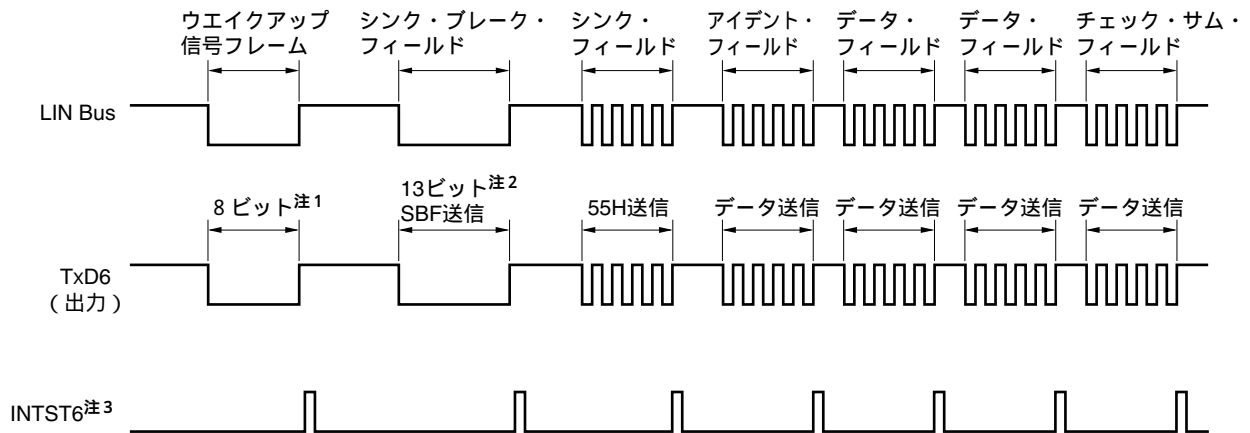 ウエイクアップ
信号フレーム
シンク・ブレーク・
フィールド
シンク・
フィールド
アイデント・
フィールド
データ・
フィールド
データ・
フィールド
チェック・サム・
フィールド
LIN Bus
8 ビット注1
13ビット注2
SBF送信
55H送信
データ送信
データ送信
データ送信
データ送信
TxD6
(出力)
INTST6注3